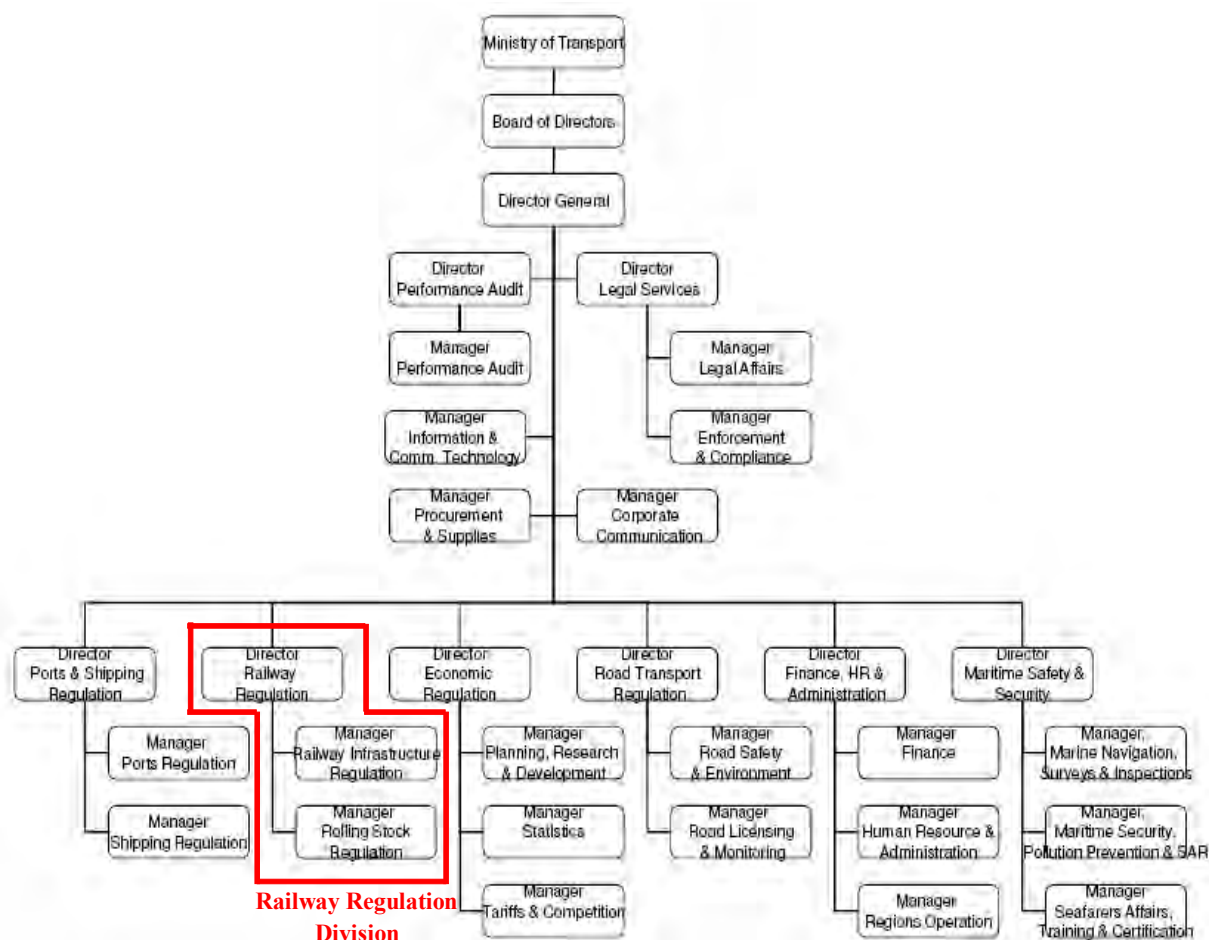 Ministry of Transport
Board of Directors
Director General
Director
Performance Audit
Director
Legal Services
Manager
Performance Audit
Manager
Legal Affairs
Manager
Information &
Comm. Technology
Manager
Enforcement
& Compliance
Manager
Procurement
& Supplies
Manager
Corporate
Communication
Director
Ports & Shipping
Regulation
Director
Railway
Regulation
Director
Economic
Regulation
Director
Road Transport
Regulation
Director
Finance, HR &
Administration
Director
Maritime Safety &
Security
Manager
Ports Regulation
Manager
Railway Infrastructure
Regulation
Manager
Planning, Research
& Development
Manager
Road Safety
& Environment
Manager
Finance
Manager,
Marine Navigation,
Surveys & Inspections
Manager
Shipping Regulation
Manager
Rolling Stock
Regulation
Manager
Statistics
Manager
Road Licensing
& Monitoring
Manager
Human Resource &
Administration
Manager,
Maritime Security,
Pollution Prevention & SAR
Manager
Tariffs & Competition
Manager
Regions Operation
Manager
Seafarers Affairs,
Training & Certification
Railway Regulation
Division